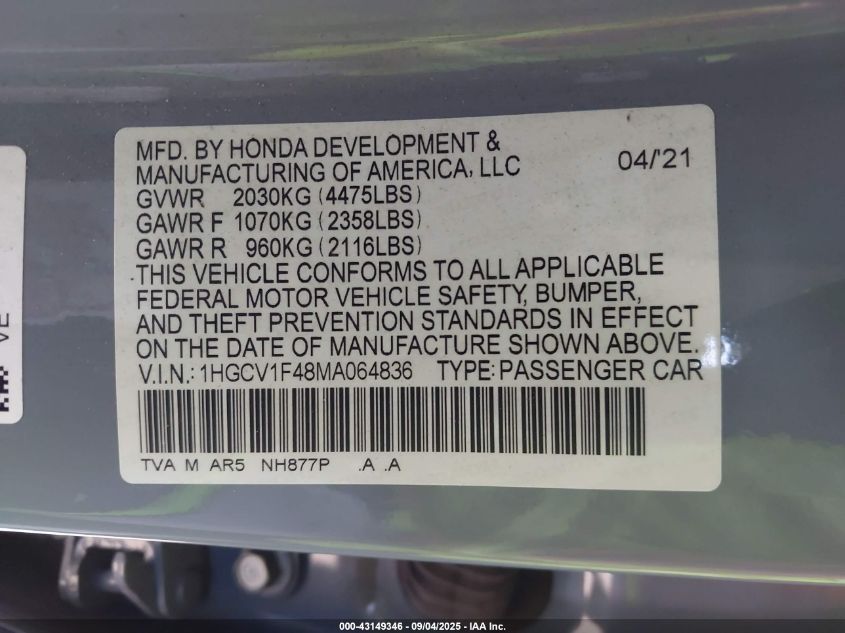 MFD. BY HONDA DEVELOPMENT &
MANUFACTURING OF AMERICA, LLC 04/'21
GVWR 2030KG (4475LBS)
GAWR F 1070KG (2358LBS)
GAWR R 960KG (2116LBS)
THIS VEHICLE CONFORMS TO ALL APPLICABLE
FEDERAL MOTOR VEHICLE SAFETY, BUMPER,
AND THEFT PREVENTION STANDARDS IN EFFECT
ON THE DATE OF MANUFACTURE SHOWN ABOVE.
V.I.N.: 1HGCV1F48MA064836 TYPE: PASSENGER CAR
TVA M AR5 NH877P .A .A
VE
000-43149346 - 09/04/2025 - IAA Inc.